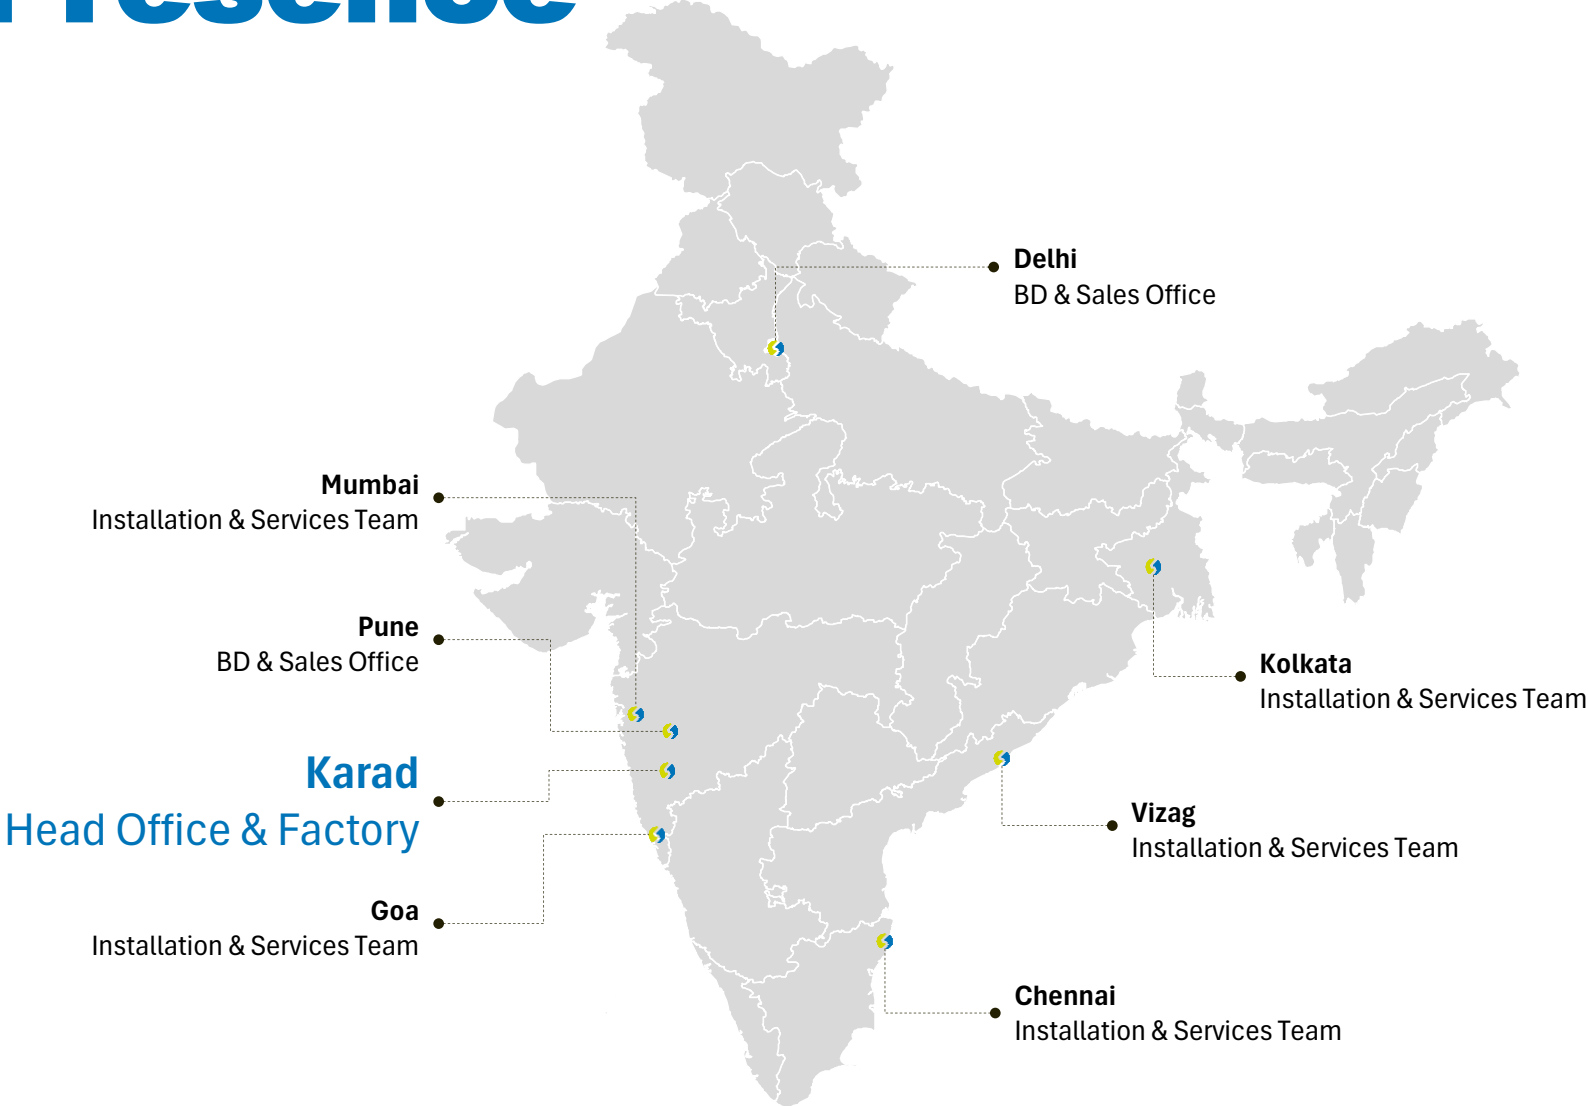 Presence
Delhi
BD & Sales Office
Mumbai
Installation & Services Team
Pune
BD & Sales Office
Karad
Head Office & Factory
Goa
Installation & Services Team
Kolkata
Installation & Services Team
Vizag
Installation & Services Team
Chennai
Installation & Services Team